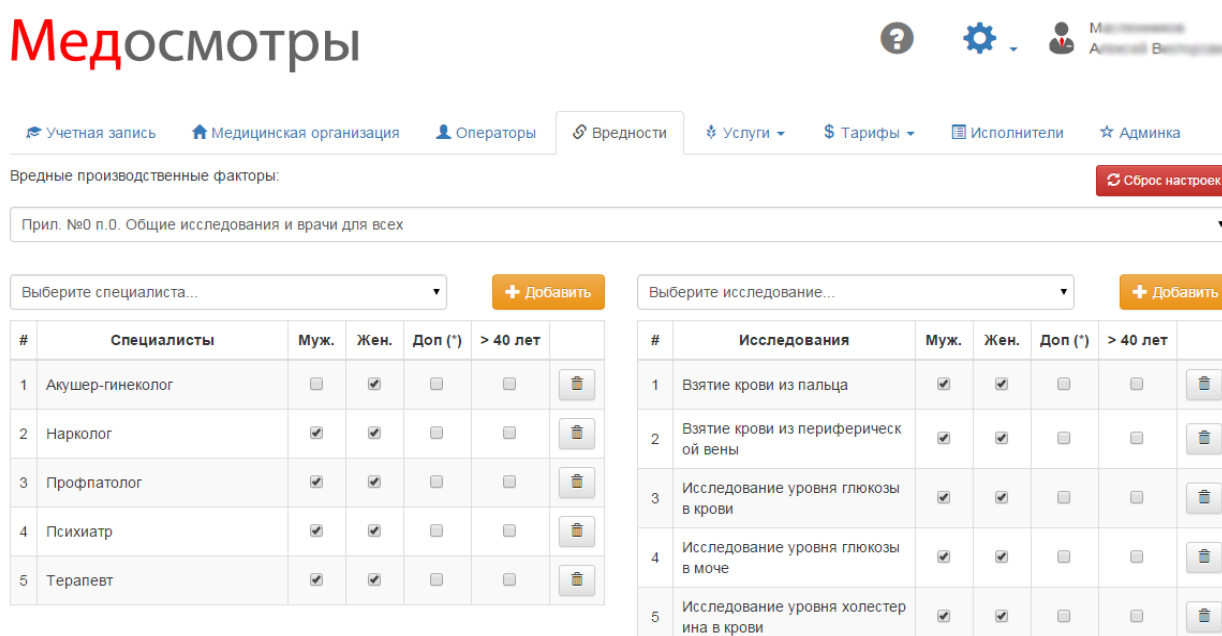 Медосмотры
Учетная запись Медицинская организация Операторы Вредности Услуги $ Тарифы Исполнители Админка
Вредные производственные факторы:
Сброс настроек
Прил. №0 п.0. Общие исследования и врачи для всех
Выберите специалиста... Добавить
Выберите исследование... Добавить
# Специалисты Муж. Жен. Доп (*) > 40 лет
1 Акушер-гинеколог
2 Нарколог
3 Профпатолог
4 Психиатр
5 Терапевт
# Исследования Муж. Жен. Доп (*) > 40 лет
1 Взятие крови из пальца
2 Взятие крови из периферическ
ой вены
3 Исследование уровня глюкозы
в крови
4 Исследование уровня глюкозы
в моче
5 Исследование уровня холестер
ина в крови